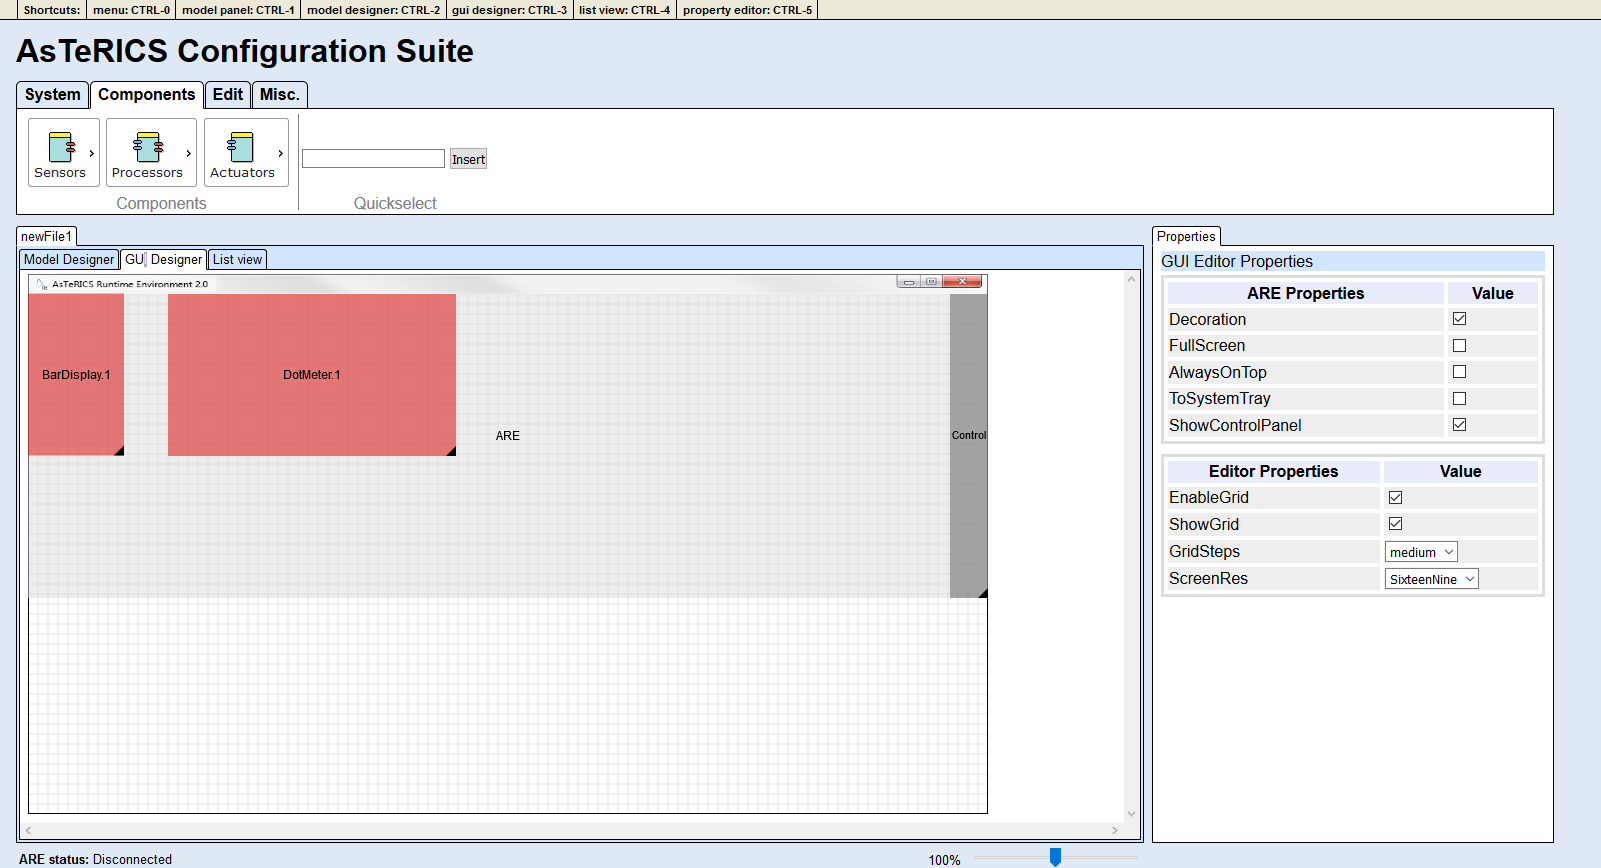 Shortcuts: menu: CTRL-0 model panel: CTRL-1 model designer: CTRL-2 gui designer: CTRL-3 list view: CTRL-4 property editor: CTRL-5
AsTeRICS Configuration Suite
System Components Edit Misc.
Sensors Processors Actuators
Insert
Components Quickselect
newFile1
Model Designer GUI Designer List view
AsTeRICS Runtime Environment 2.0
BarDisplay.1 DotMeter.1
ARE Control
Properties
GUI Editor Properties
ARE Properties Value
Decoration
FullScreen
AlwaysOnTop
ToSystemTray
ShowControlPanel
Editor Properties Value
EnableGrid
ShowGrid
GridSteps medium
ScreenRes SixteenNine
ARE status: Disconnected 100%